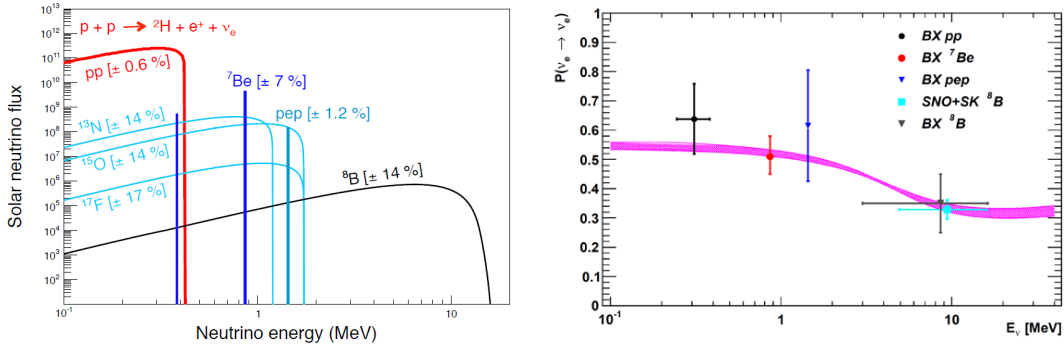 Solar neutrino flux
10¹³
10¹²
10¹¹
10¹⁰
10⁹
10⁸
10⁷
10⁶
10⁵
10⁴
10³
10²
10
p + p → ²H + e⁺ + νₑ
pp [± 0.6 %]
⁷Be [± 7 %]
pep [± 1.2 %]
¹³N [± 14 %]
¹⁵O [± 14%]
¹⁷F [± 17 %]
⁸B [± 14 %]
10⁻¹ 1 10
Neutrino energy (MeV)
P(νₑ → νₑ)
1
0.9
0.8
0.7
0.6
0.5
0.4
0.3
0.2
0.1
0
BX pp
BX ⁷Be
BX pep
SNO+SK ⁸B
BX ⁸B
10⁻¹ 1 10
Eν [MeV]